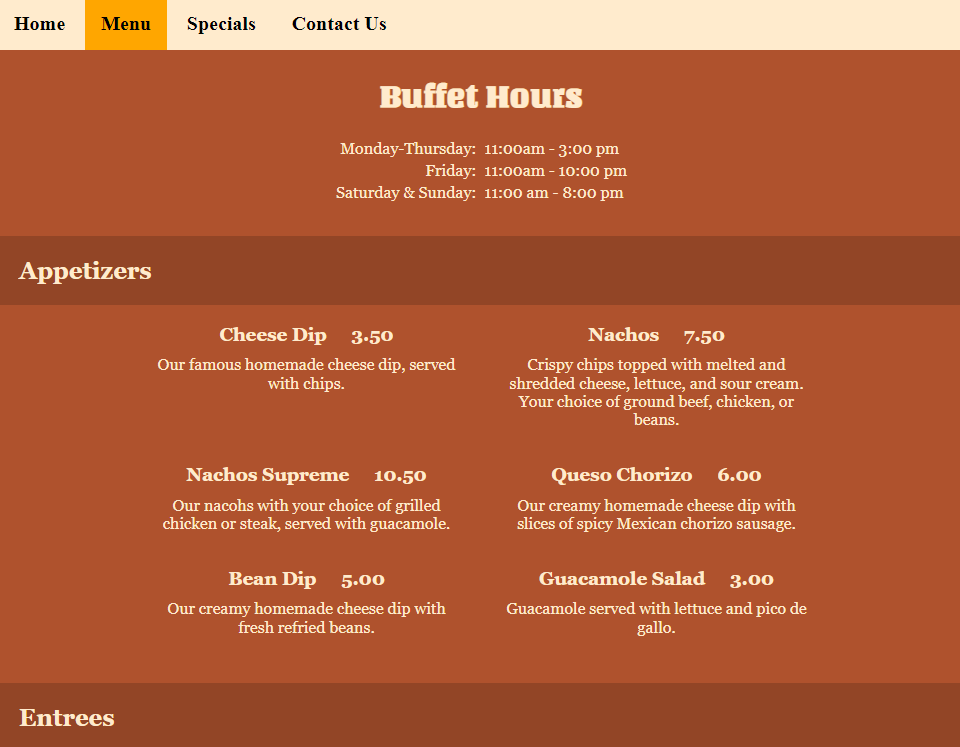 Home Menu Specials Contact Us
Buffet Hours
Monday-Thursday: 11:00am - 3:00 pm
Friday: 11:00am - 10:00 pm
Saturday & Sunday: 11:00 am - 8:00 pm
Appetizers
Cheese Dip 3.50
Our famous homemade cheese dip, served
with chips.
Nachos 7.50
Crispy chips topped with melted and
shredded cheese, lettuce, and sour cream.
Your choice of ground beef, chicken, or
beans.
Nachos Supreme 10.50
Our nacohs with your choice of grilled
chicken or steak, served with guacamole.
Queso Chorizo 6.00
Our creamy homemade cheese dip with
slices of spicy Mexican chorizo sausage.
Bean Dip 5.00
Our creamy homemade cheese dip with
fresh refried beans.
Guacamole Salad 3.00
Guacamole served with lettuce and pico de
gallo.
Entrees